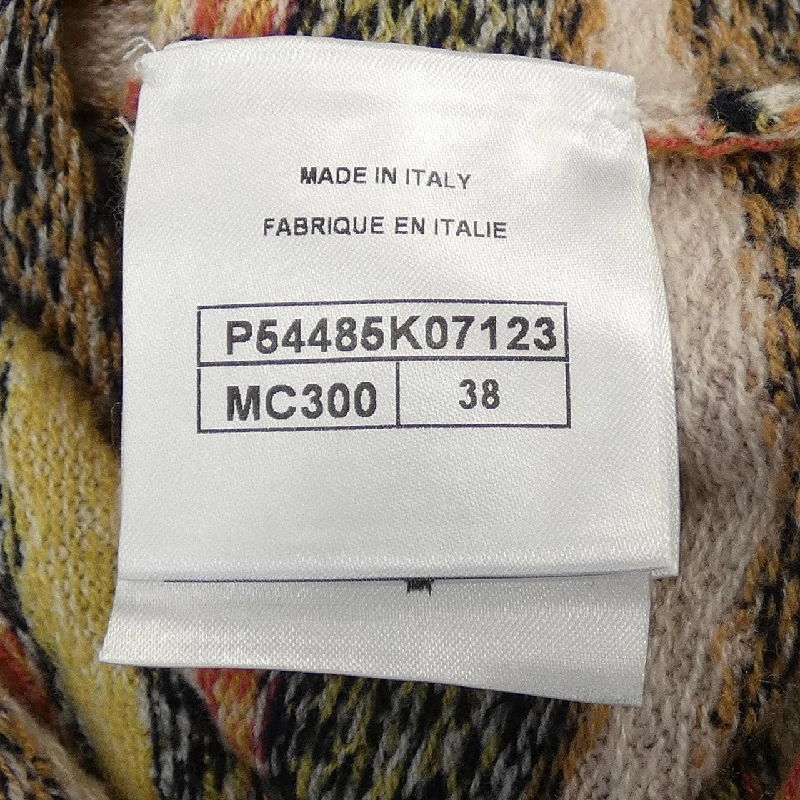 MADE IN ITALY
FABRIQUE EN ITALIE
P54485K07123
MC300 38